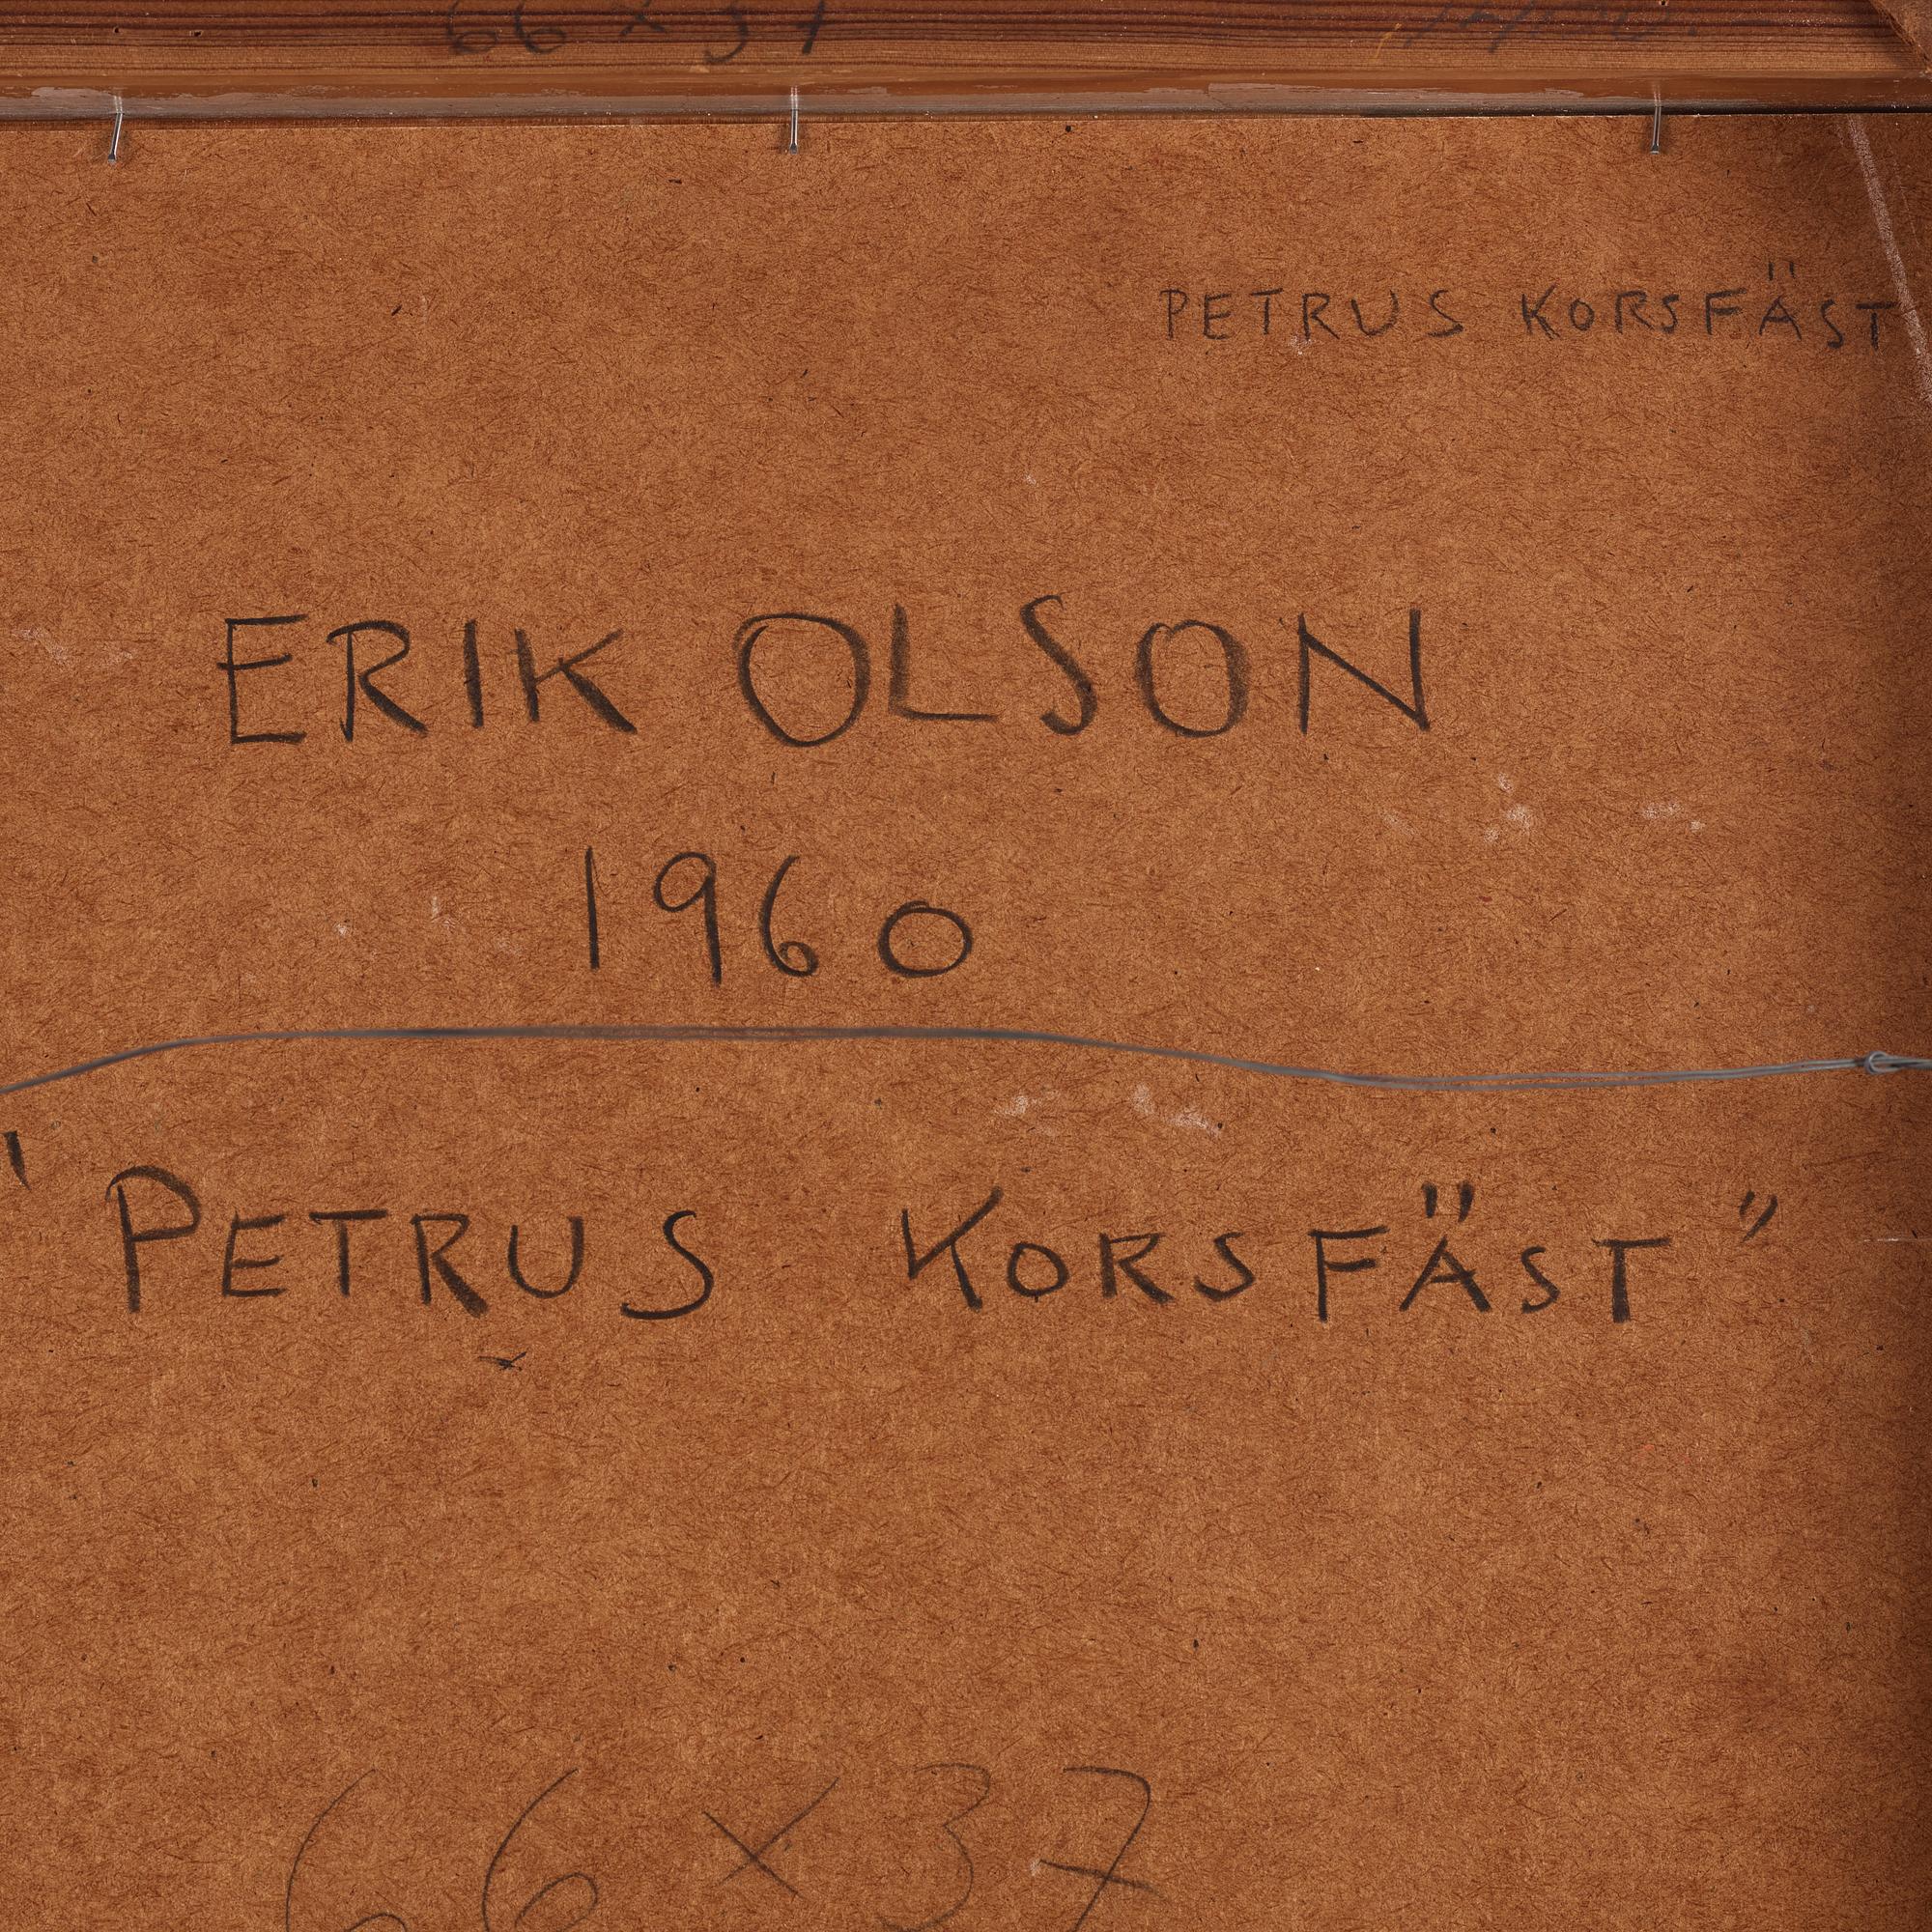 66 x 37
PETRUS KORSFÄST
ERIK OLSON
1960
"PETRUS KORSFÄST"
66 x 37